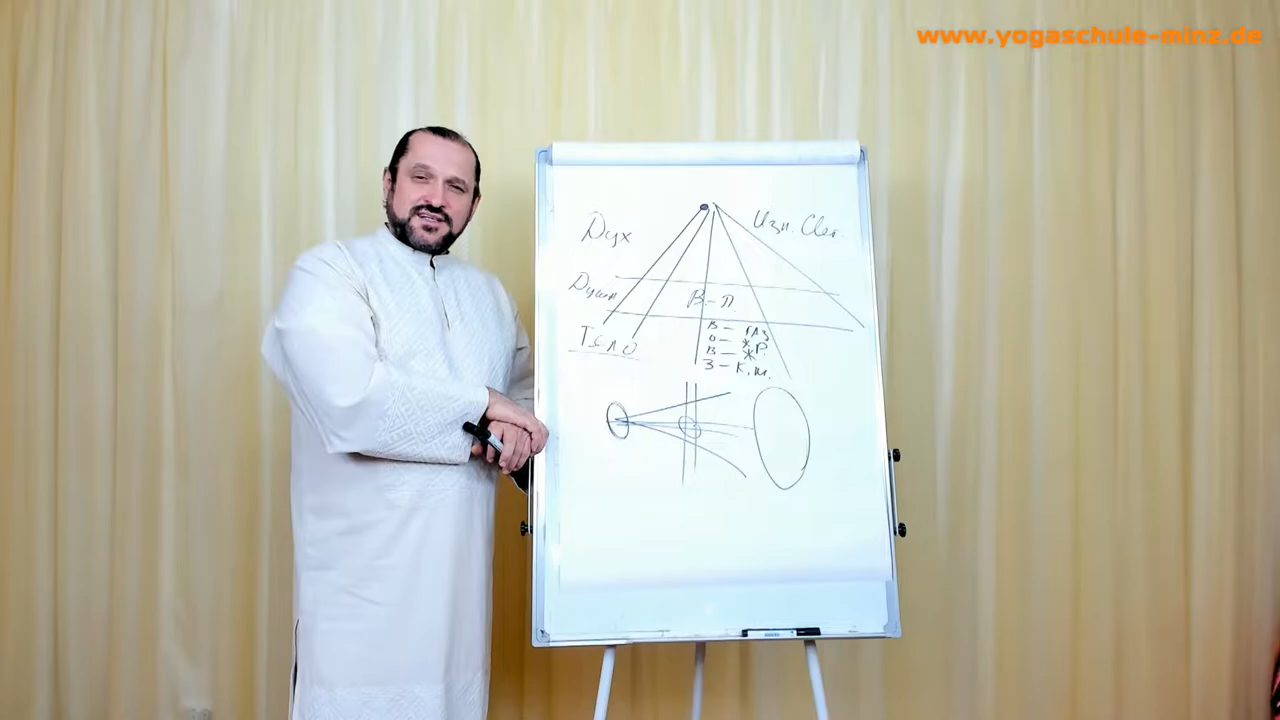 www.yogaschule-minz.de
Дух
Изн. Свет.
Душа
В-П.
Тело
В - газ
О - Ж.Р.
В - Ж
З - К.т.